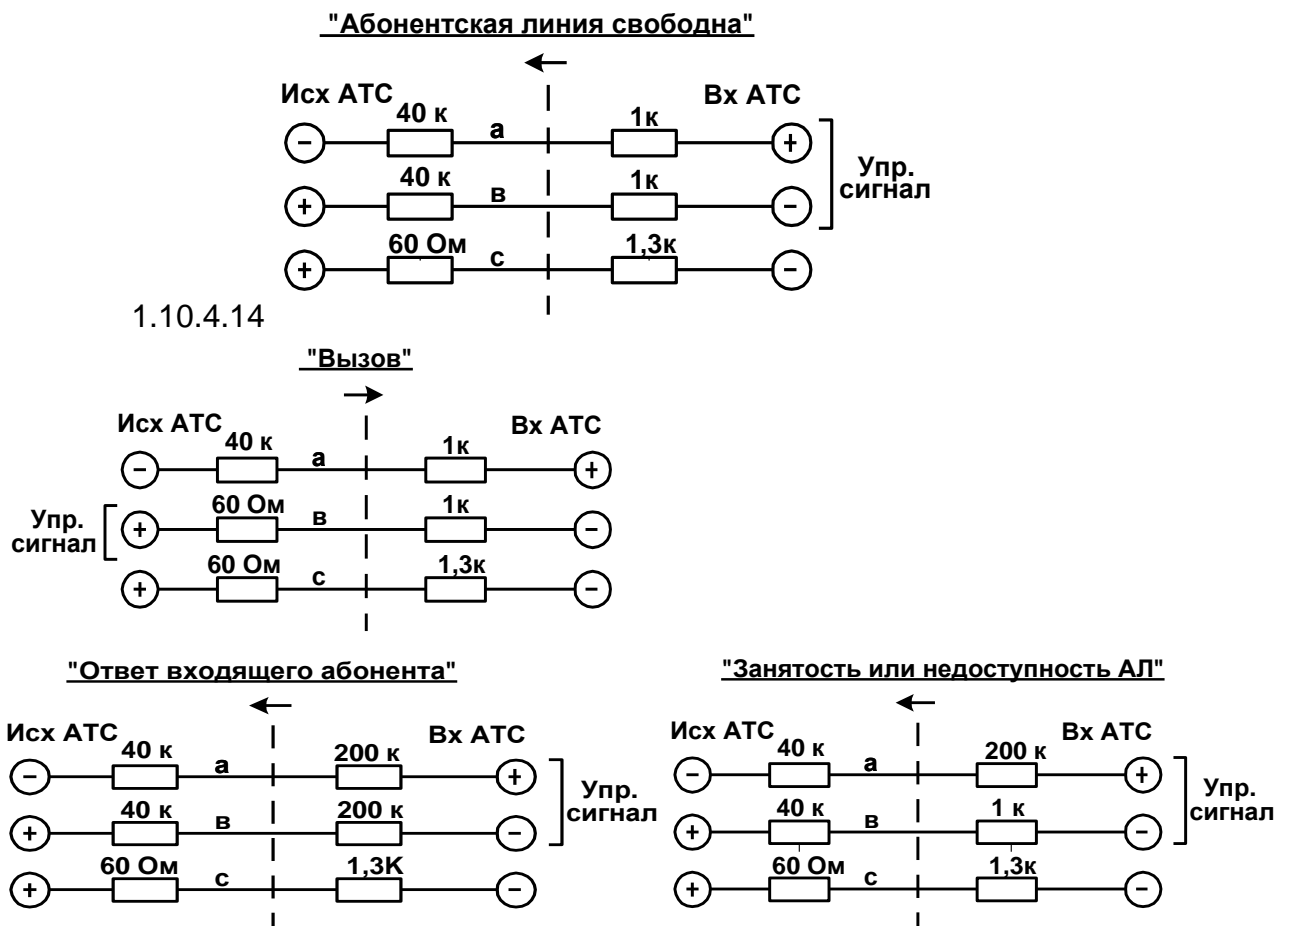 "Абонентская линия свободна"
Исх АТС
Вх АТС
40 к
а
1к
− +
40 к
в
1к
+ −
Упр.
сигнал
60 Ом
с
1,3к
+ −
1.10.4.14
"Вызов"
Исх АТС
Вх АТС
40 к
а
1к
− +
60 Ом
в
1к
Упр.
сигнал
+ −
60 Ом
с
1,3к
+ −
"Ответ входящего абонента"
Исх АТС
Вх АТС
40 к
а
200 к
− +
40 к
в
200 к
+ −
Упр.
сигнал
60 Ом
с
1,3К
+ −
"Занятость или недоступность АЛ"
Исх АТС
Вх АТС
40 к
а
200 к
− +
40 к
в
1 к
+ −
Упр.
сигнал
60 Ом
с
1,3к
+ −